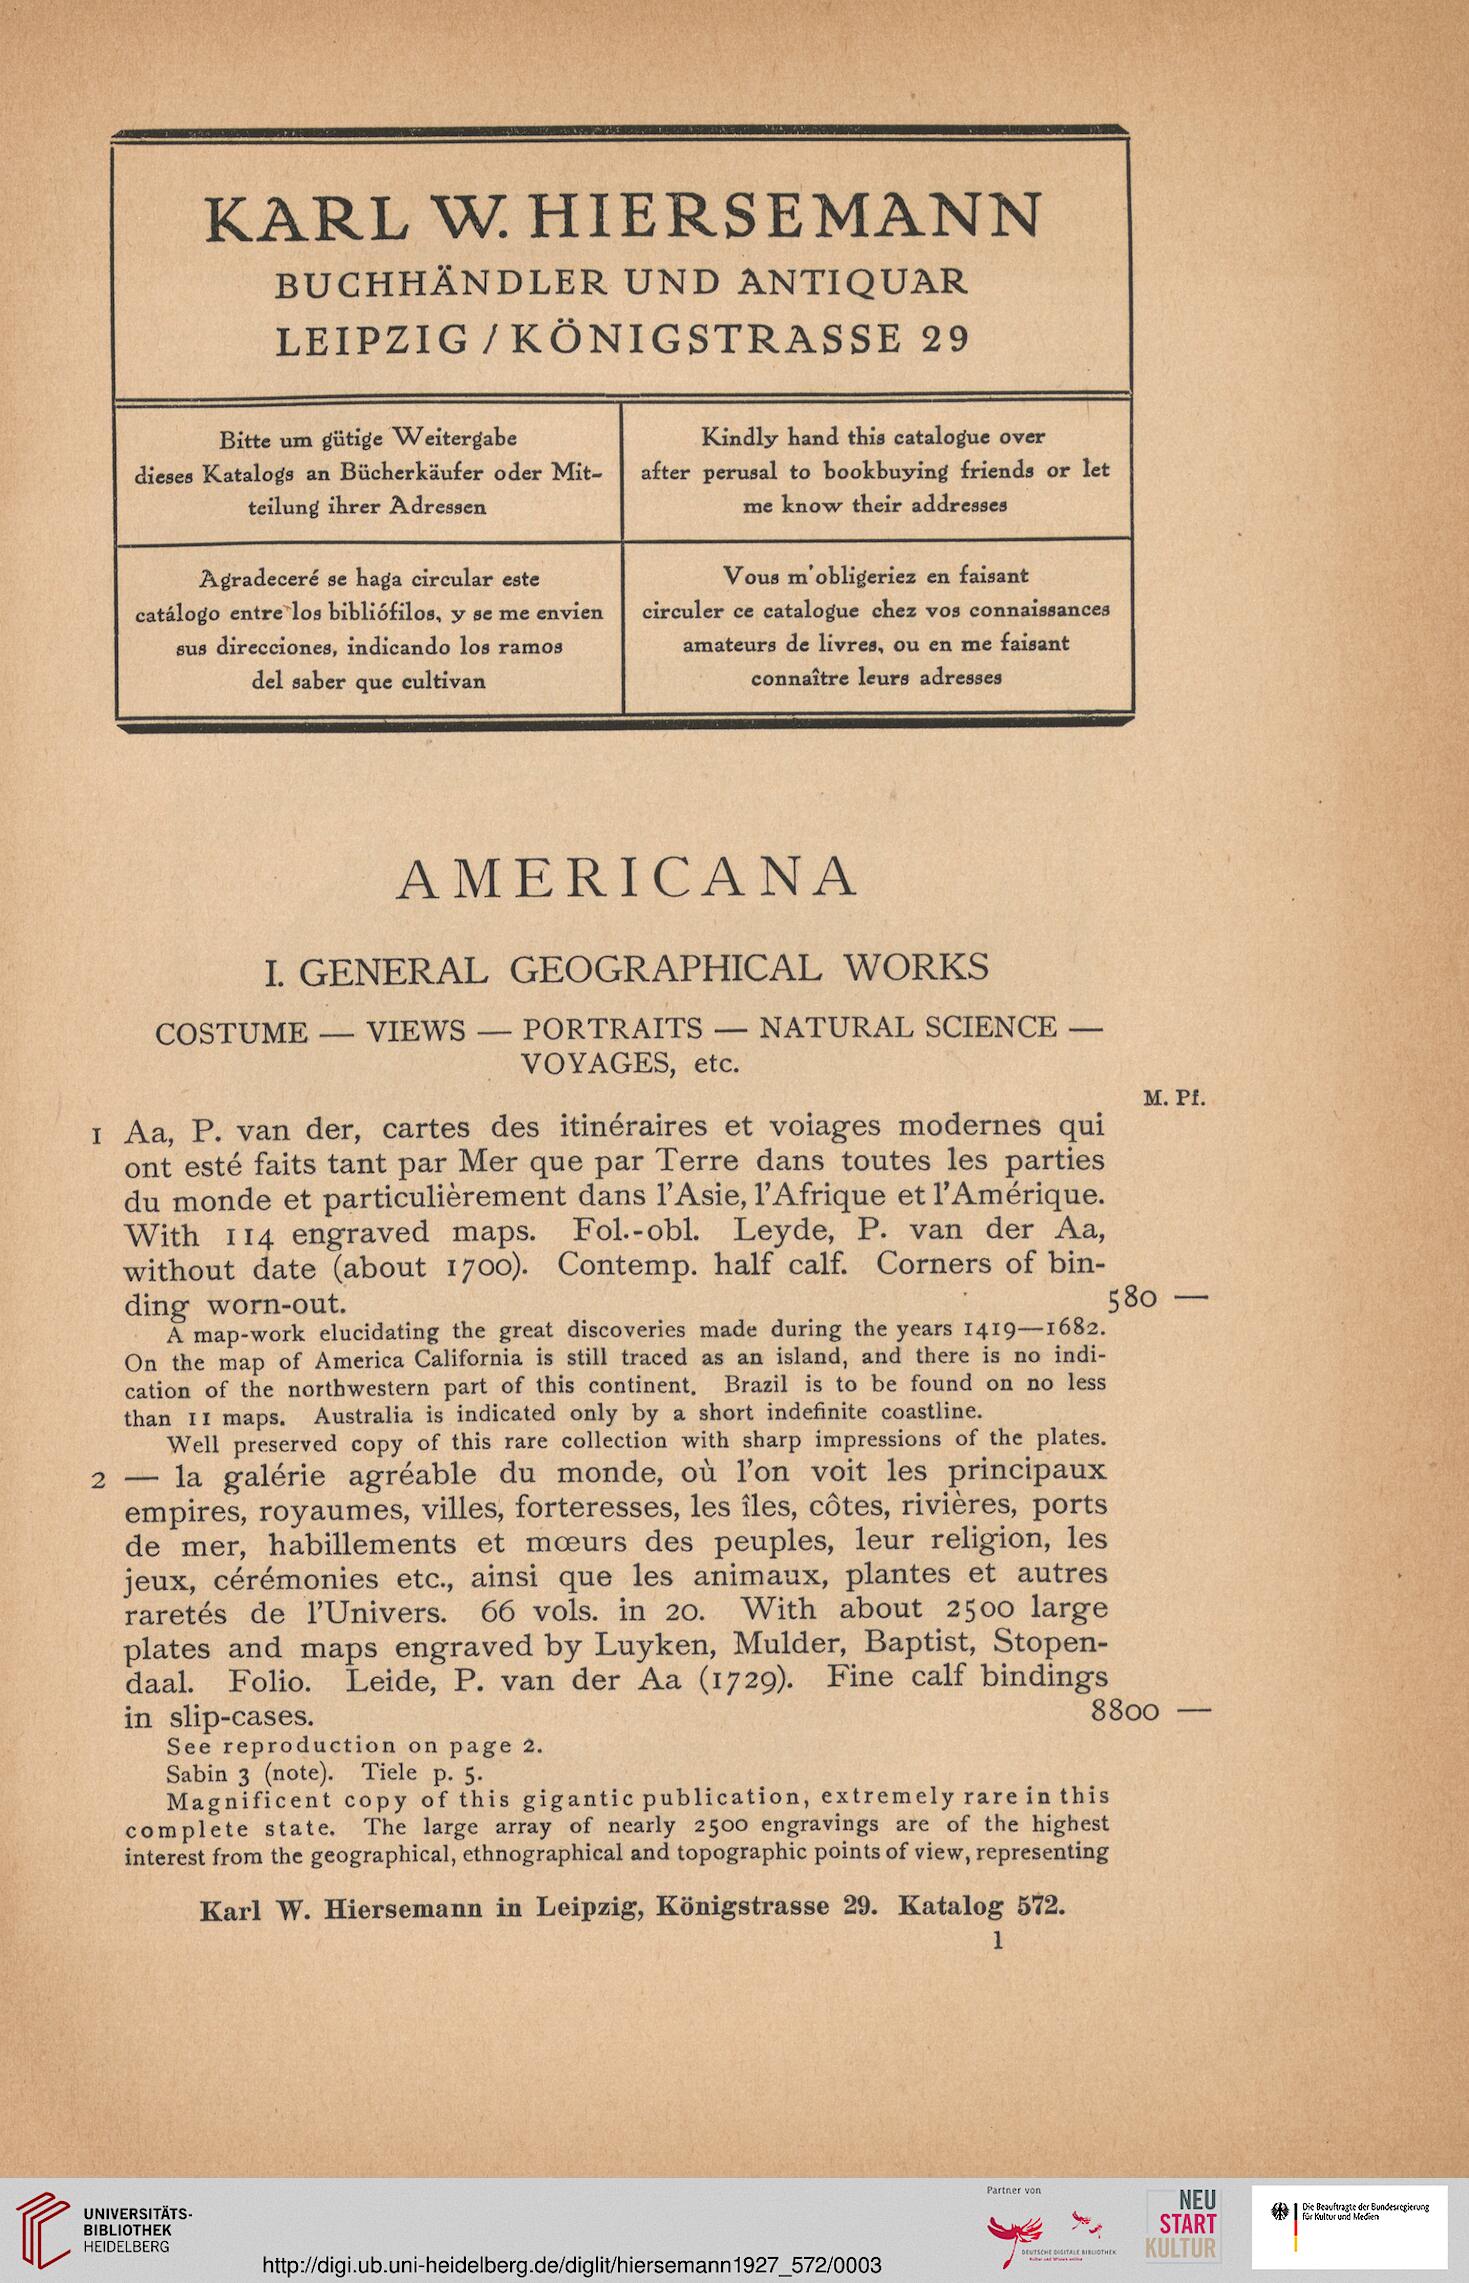 KARL W. HIERSEMANN
BUCHHÄNDLER UND ANTIQUAR
LEIPZIG / KÖNIGSTRASSE 29
Bitte um gütige Weitergabe
dieses Katalogs an Bücherkäufer oder Mit-
teilung ihrer Adressen
Kindly hand this catalogue over
after perusal to bookbuying friends or let
me know their addresses
Agradeceré se haga circular este
catálogo entre los bibliófilos, y se me envien
sus direcciones, indicando los ramos
del saber que cultivan
Vous m'obligeriez en faisant
circuler ce catalogue chez vos connaissances
amateurs de livres, ou en me faisant
connaître leurs adresses
AMERICANA
I. GENERAL GEOGRAPHICAL WORKS
COSTUME — VIEWS — PORTRAITS — NATURAL SCIENCE —
VOYAGES, etc.
M. Pf.
1 Aa, P. van der, cartes des itinéraires et voiages modernes qui
ont esté faits tant par Mer que par Terre dans toutes les parties
du monde et particulièrement dans l'Asie, l'Afrique et l'Amérique.
With 114 engraved maps. Fol.-obl. Leyde, P. van der Aa,
without date (about 1700). Contemp. half calf. Corners of bin-
ding worn-out. 580 —
A map-work elucidating the great discoveries made during the years 1419—1682.
On the map of America California is still traced as an island, and there is no indi-
cation of the northwestern part of this continent. Brazil is to be found on no less
than 11 maps. Australia is indicated only by a short indefinite coastline.
Well preserved copy of this rare collection with sharp impressions of the plates.
2 — la galérie agréable du monde, où l'on voit les principaux
empires, royaumes, villes, forteresses, les îles, côtes, rivières, ports
de mer, habillements et mœurs des peuples, leur religion, les
jeux, cérémonies etc., ainsi que les animaux, plantes et autres
raretés de l'Univers. 66 vols. in 20. With about 2500 large
plates and maps engraved by Luyken, Mulder, Baptist, Stopen-
daal. Folio. Leide, P. van der Aa (1729). Fine calf bindings
in slip-cases. 8800 —
See reproduction on page 2.
Sabin 3 (note). Tiele p. 5.
Magnificent copy of this gigantic publication, extremely rare in this
complete state. The large array of nearly 2500 engravings are of the highest
interest from the geographical, ethnographical and topographic points of view, representing
Karl W. Hiersemann in Leipzig, Königstrasse 29. Katalog 572.
1
UNIVERSITÄTS-
BIBLIOTHEK
HEIDELBERG
http://digi.ub.uni-heidelberg.de/diglit/hiersemann1927_572/0003
Partner von
DEUTSCHE DIGITALE BIBLIOTHEK
Kultur und Wissen online
NEU
START
KULTUR
Die Beauftragte der Bundesregierung
für Kultur und Medien